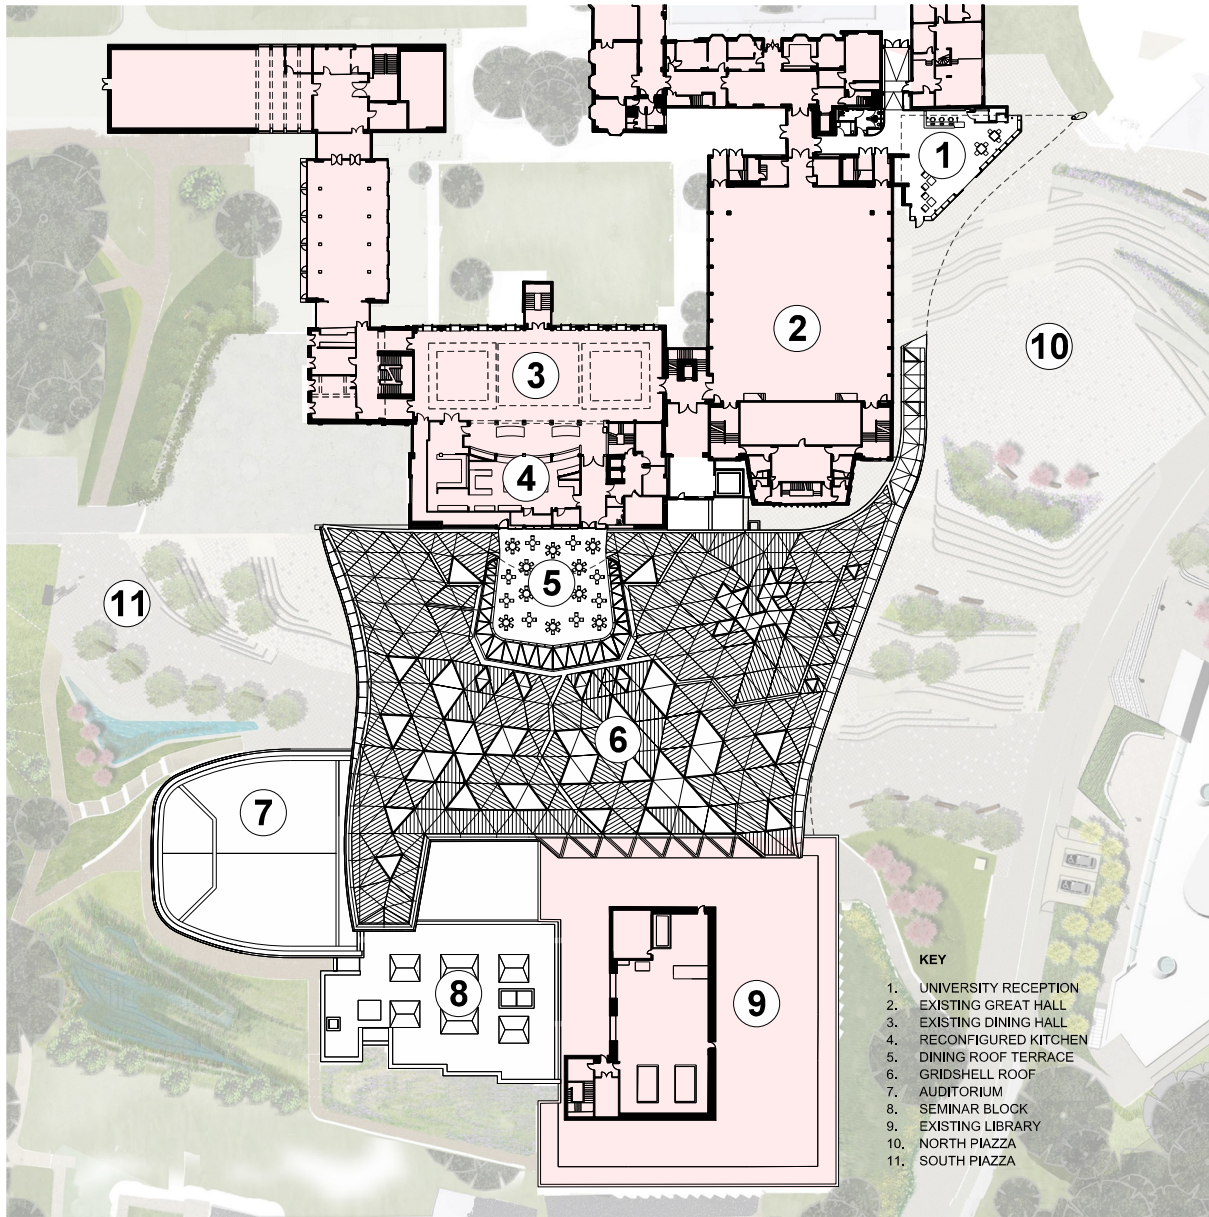 1
2
10
3
4
5
11
6
7
8
9
KEY
1. UNIVERSITY RECEPTION
2. EXISTING GREAT HALL
3. EXISTING DINING HALL
4. RECONFIGURED KITCHEN
5. DINING ROOF TERRACE
6. GRIDSHELL ROOF
7. AUDITORIUM
8. SEMINAR BLOCK
9. EXISTING LIBRARY
10. NORTH PIAZZA
11. SOUTH PIAZZA